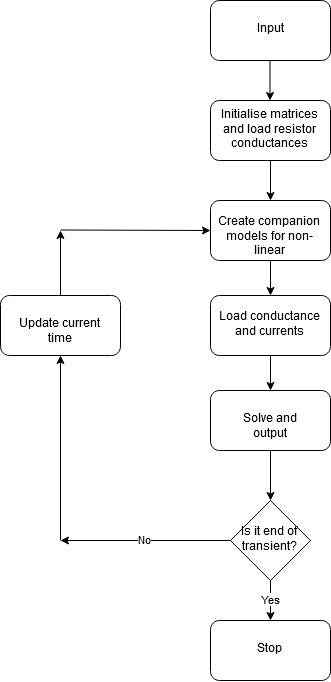 Input
Initialise matrices
and load resistor
conductances
Create companion
models for non-
linear
Load conductance
and currents
Update current
time
Solve and
output
Is it end of
transient?
No
Yes
Stop